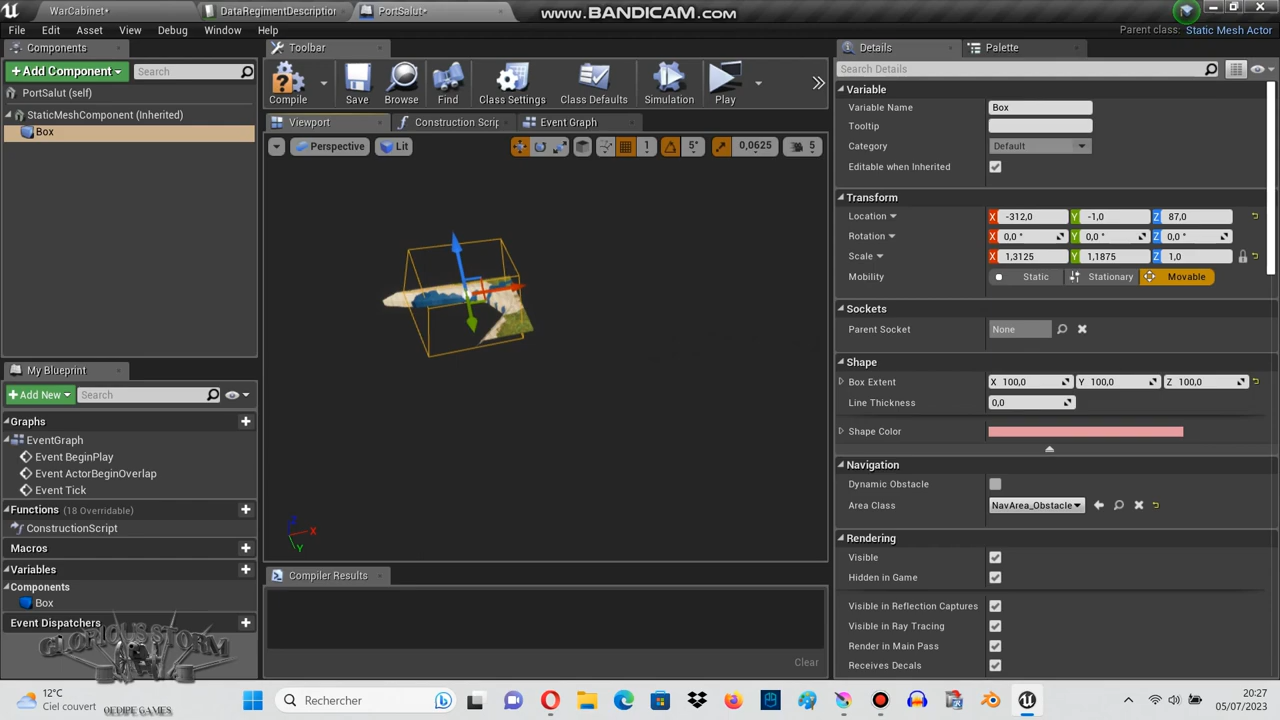 WarCabinet•
DataRegimentDescription
PortSalut•
www.BANDICAM.com
Parent class: Static Mesh Actor
File Edit Asset View Debug Window Help
Components
+ Add Component
Search
PortSalut (self)
StaticMeshComponent (Inherited)
Box
My Blueprint
+ Add New
Search
Graphs
EventGraph
Event BeginPlay
Event ActorBeginOverlap
Event Tick
Functions (18 Overridable)
ConstructionScript
Macros
Variables
Components
Box
Event Dispatchers
GLORIOUS STORM
Toolbar
Compile
Save
Browse
Find
Class Settings
Class Defaults
Simulation
Play
Viewport
Construction Scrip
Event Graph
Perspective
Lit
1
5°
0,0625
5
X
Y
Compiler Results
Clear
Details
Palette
Search Details
Variable
Variable Name Box
Tooltip
Category Default
Editable when Inherited
Transform
Location X -312,0 Y -1,0 Z 87,0
Rotation X 0,0 ° Y 0,0 ° Z 0,0 °
Scale X 1,3125 Y 1,1875 Z 1,0
Mobility Static Stationary Movable
Sockets
Parent Socket None
Shape
Box Extent X 100,0 Y 100,0 Z 100,0
Line Thickness 0,0
Shape Color
Navigation
Dynamic Obstacle
Area Class NavArea_Obstacle
Rendering
Visible
Hidden in Game
Visible in Reflection Captures
Visible in Ray Tracing
Render in Main Pass
Receives Decals
12°C
Ciel couvert
OEDIPE GAMES
Rechercher
20:27
05/07/2023